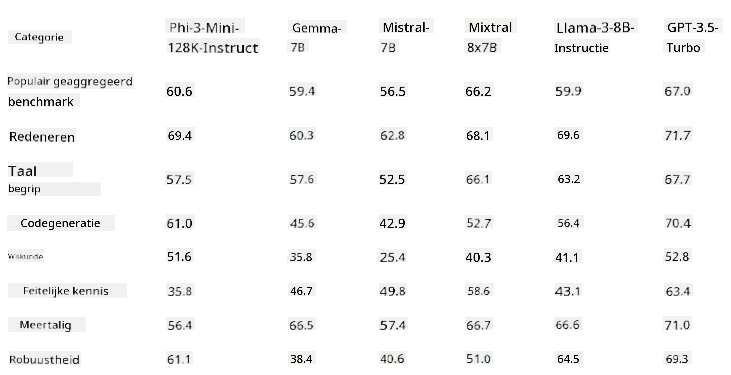 Categorie Phi-3-Mini-128K-Instruct Gemma-7B Mistral-7B Mixtral 8x7B Llama-3-8B-Instructie GPT-3.5-Turbo
Populair geaggregeerd benchmark 60.6 59.4 56.5 66.2 59.9 67.0
Redeneren 69.4 60.3 62.8 68.1 69.6 71.7
Taal begrip 57.5 57.6 52.5 66.1 63.2 67.7
Codegeneratie 61.0 45.6 42.9 52.7 56.4 70.4
Wiskunde 51.6 35.8 25.4 40.3 41.1 52.8
Feitelijke kennis 35.8 46.7 49.8 58.6 43.1 63.4
Meertalig 56.4 66.5 57.4 66.7 66.6 71.0
Robuustheid 61.1 38.4 40.6 51.0 64.5 69.3